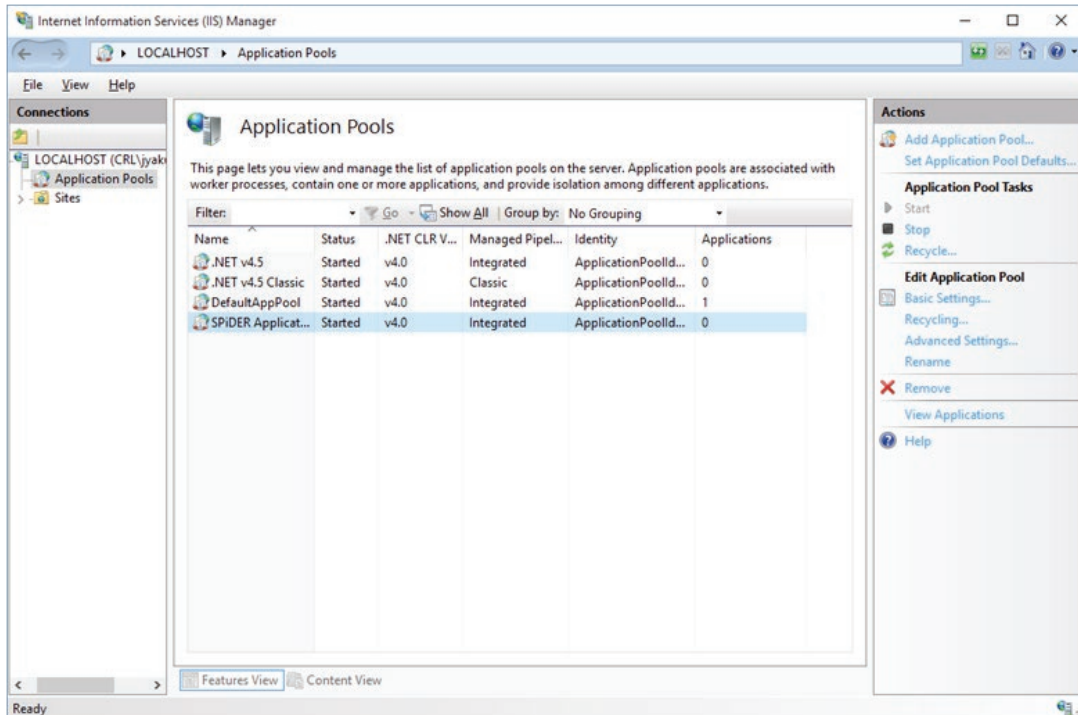 Internet Information Services (IIS) Manager
LOCALHOST Application Pools
File View Help
Connections
LOCALHOST (CRL\jyak
Application Pools
Sites
Application Pools
This page lets you view and manage the list of application pools on the server. Application pools are associated with
worker processes, contain one or more applications, and provide isolation among different applications.
Filter: Go Show All Group by: No Grouping
Name Status .NET CLR V... Managed Pipel... Identity Applications
.NET v4.5 Started v4.0 Integrated ApplicationPoolId... 0
.NET v4.5 Classic Started v4.0 Classic ApplicationPoolId... 0
DefaultAppPool Started v4.0 Integrated ApplicationPoolId... 1
SPiDER Applicat... Started v4.0 Integrated ApplicationPoolId... 0
Features View Content View
Actions
Add Application Pool...
Set Application Pool Defaults...
Application Pool Tasks
Start
Stop
Recycle...
Edit Application Pool
Basic Settings...
Recycling...
Advanced Settings...
Rename
Remove
View Applications
Help
Ready